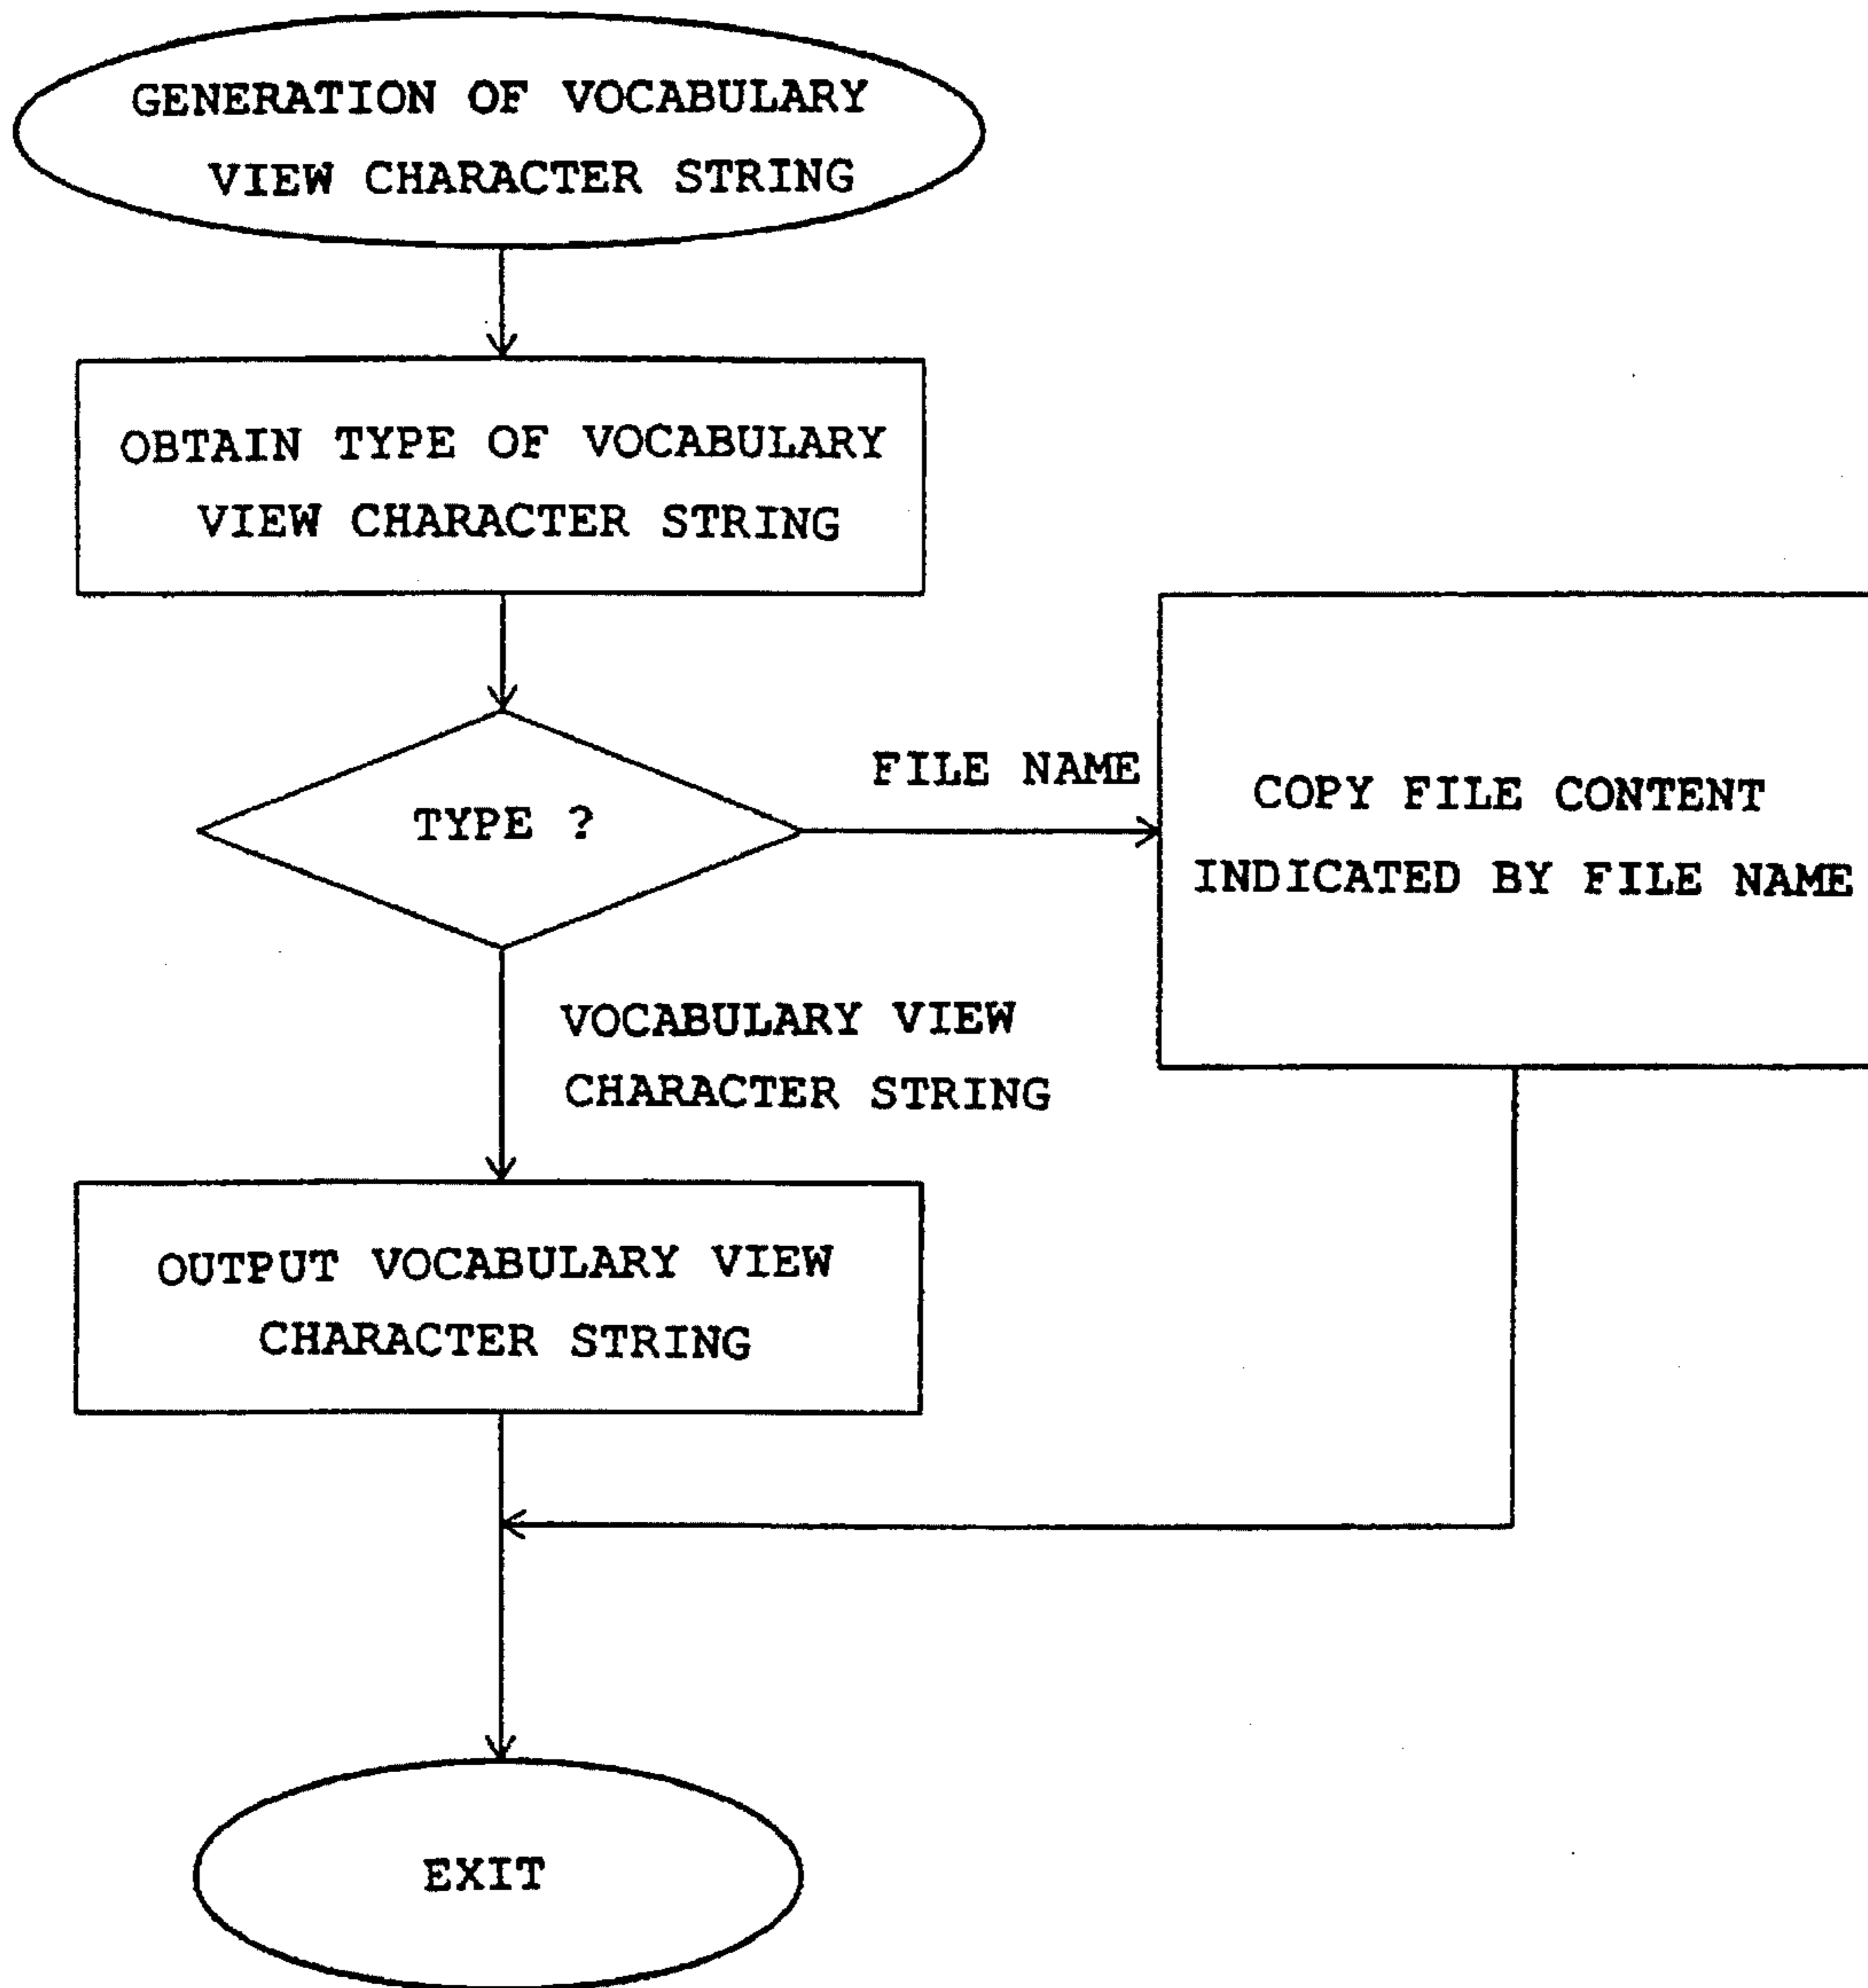 GENERATION OF VOCABULARY
VIEW CHARACTER STRING
OBTAIN TYPE OF VOCABULARY
VIEW CHARACTER STRING
TYPE ?
FILE NAME
COPY FILE CONTENT
INDICATED BY FILE NAME
VOCABULARY VIEW
CHARACTER STRING
OUTPUT VOCABULARY VIEW
CHARACTER STRING
EXIT